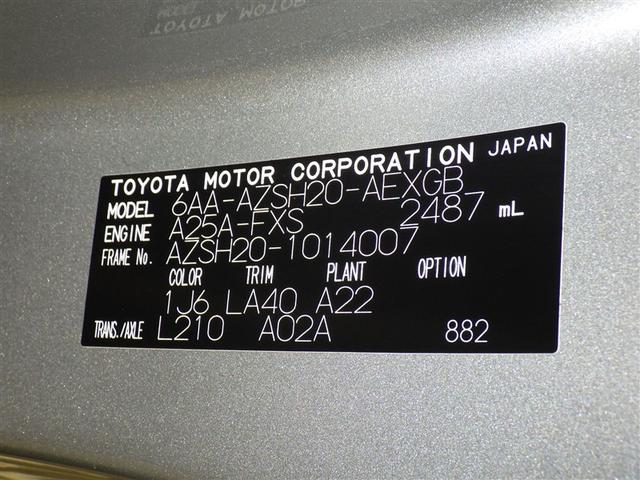 TOYOTA MOTOR CORPORATION JAPAN
MODEL 6AA-AZSH20-AEXGB
ENGINE A25A-FXS 2487 mL
FRAME No. AZSH20-1014007
COLOR TRIM PLANT OPTION
1J6 LA40 A22
TRANS./AXLE L210 A02A 882